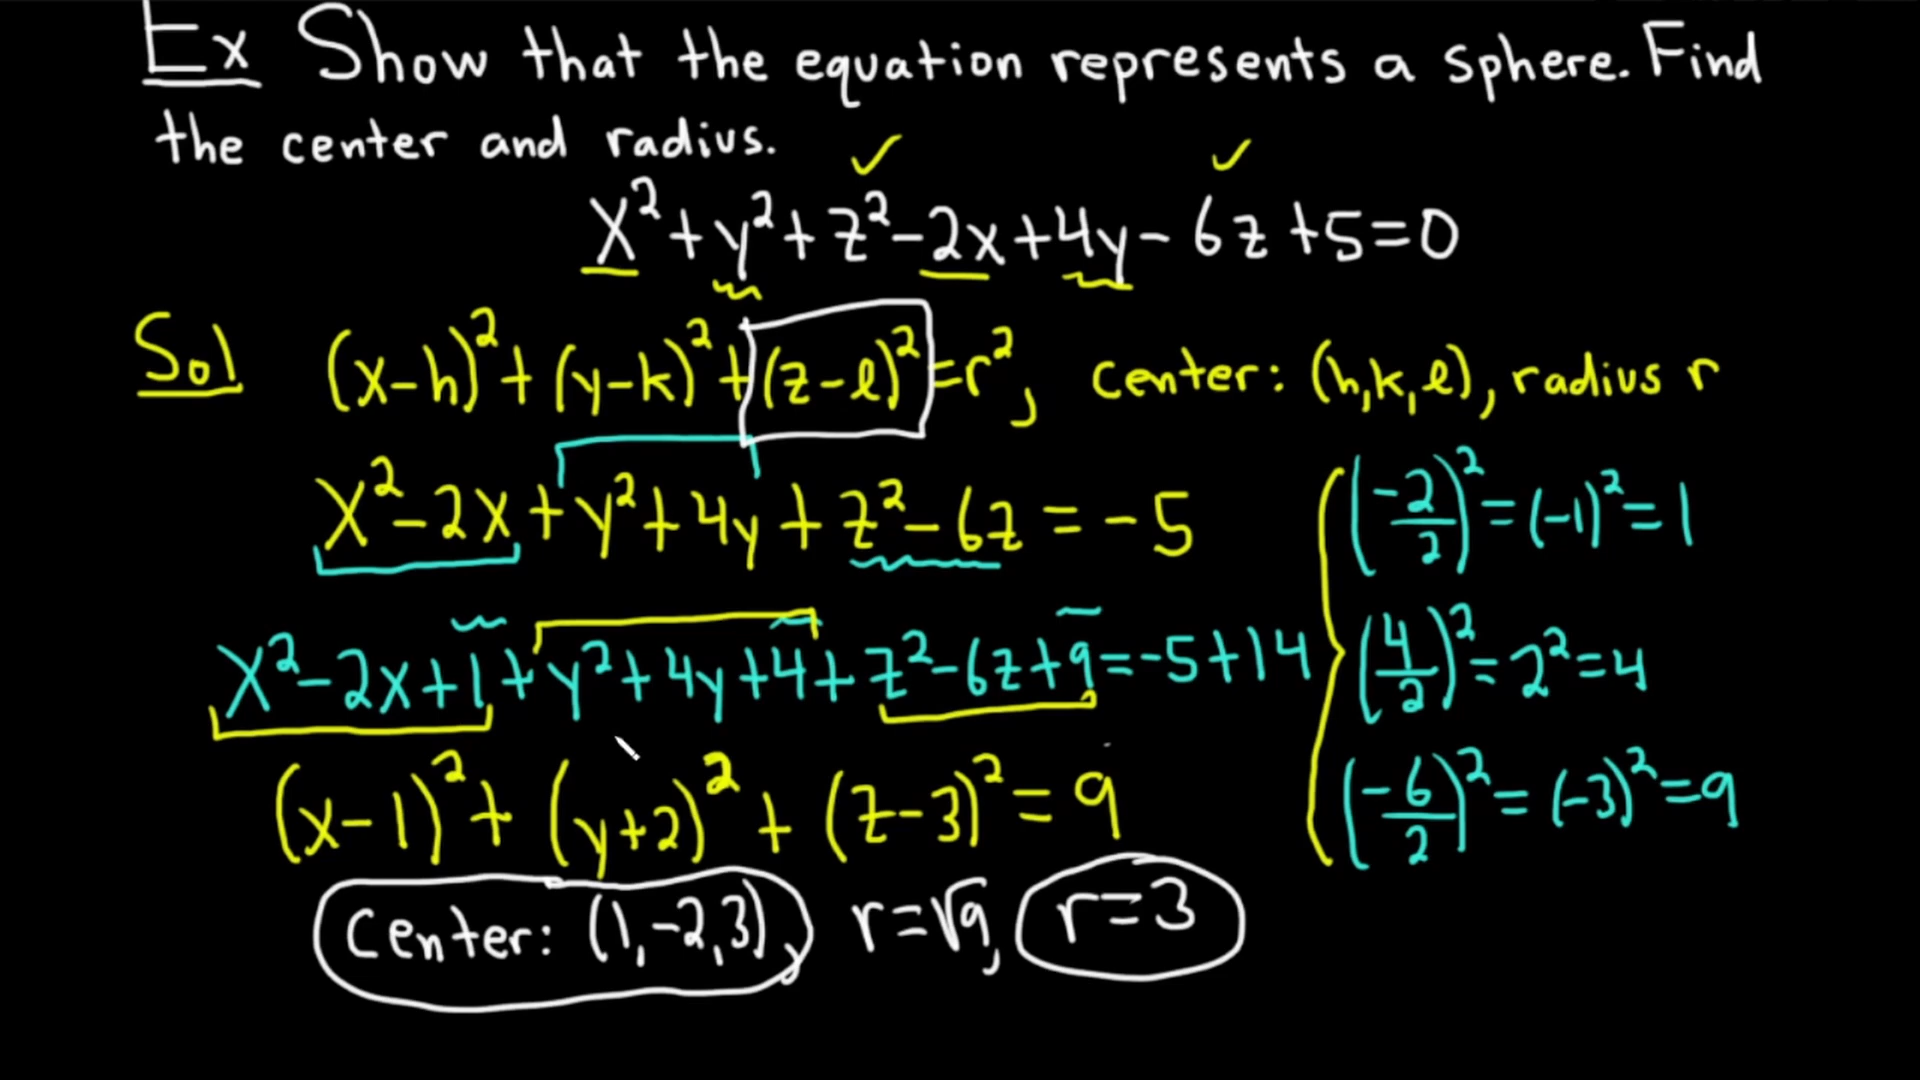 Ex Show that the equation represents a sphere. Find
the center and radius. ✓ ✓
x²+y²+z²-2x+4y-6z+5=0
Sol (x-h)²+(y-k)²+(z-l)²=r², center: (h,k,l), radius r
x²-2x+y²+4y+z²-6z=-5
(-2/2)²=(-1)²=1
x²-2x+1+y²+4y+4+z²-6z+9=-5+14
(4/2)²=2²=4
(x-1)²+(y+2)²+(z-3)²=9
(-6/2)²=(-3)²=9
Center: (1,-2,3), r=√9, r=3